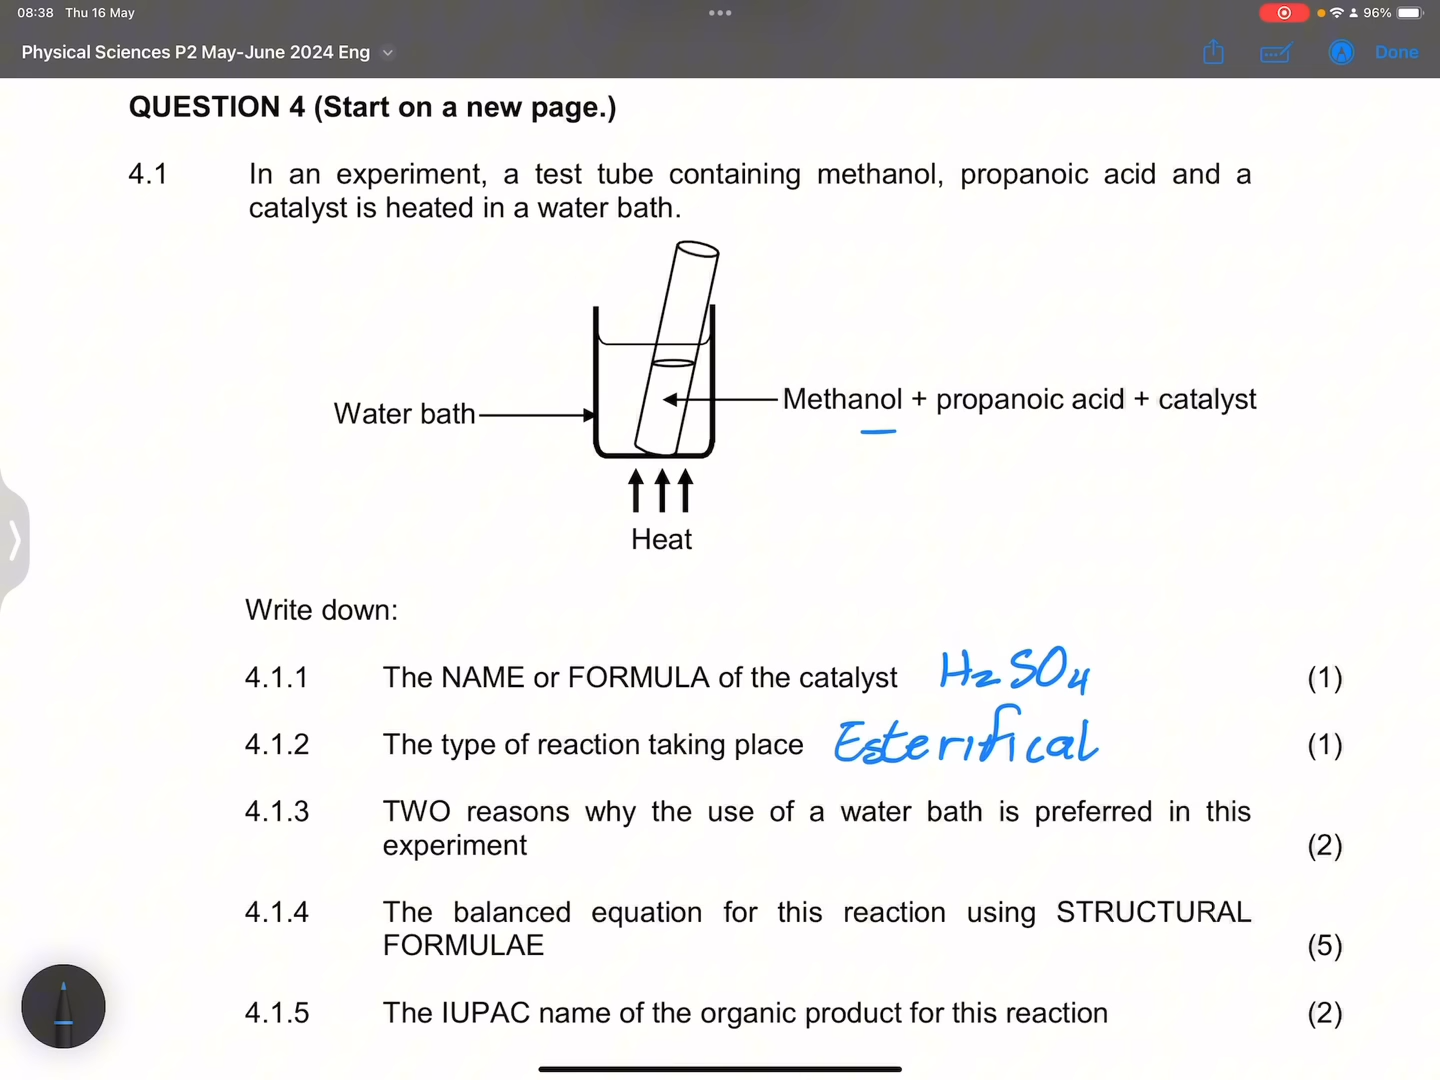 08:38 Thu 16 May
96%
Physical Sciences P2 May-June 2024 Eng
Done
QUESTION 4 (Start on a new page.)
4.1 In an experiment, a test tube containing methanol, propanoic acid and a
catalyst is heated in a water bath.
Water bath
Methanol + propanoic acid + catalyst
Heat
Write down:
4.1.1 The NAME or FORMULA of the catalyst H2SO4 (1)
4.1.2 The type of reaction taking place Esterifical (1)
4.1.3 TWO reasons why the use of a water bath is preferred in this
experiment (2)
4.1.4 The balanced equation for this reaction using STRUCTURAL
FORMULAE (5)
4.1.5 The IUPAC name of the organic product for this reaction (2)